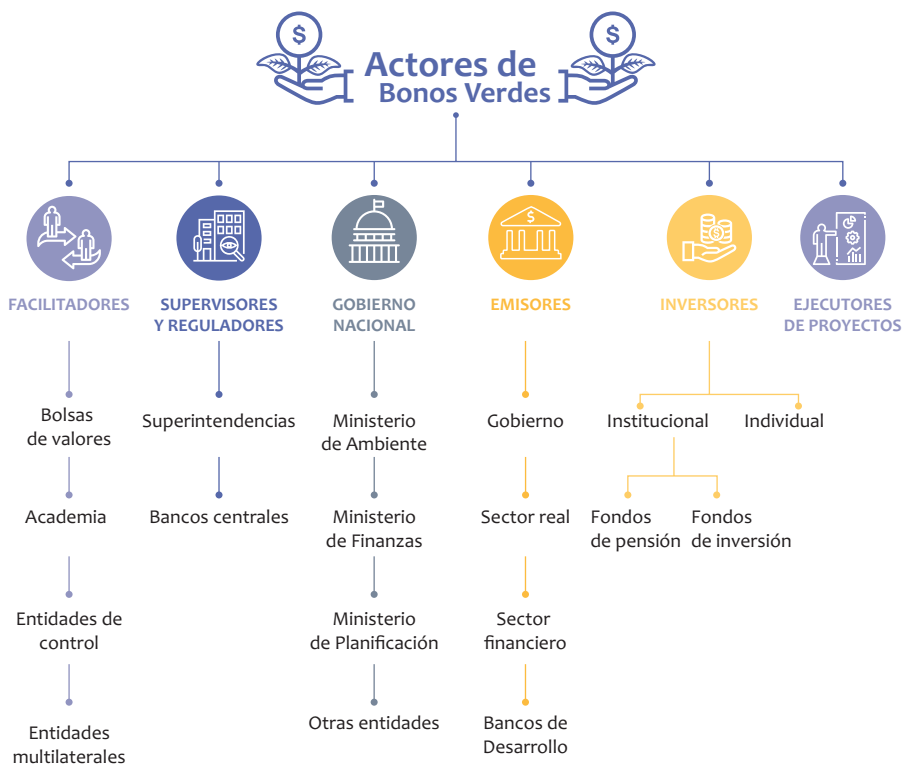 Actores de
Bonos Verdes
FACILITADORES
Bolsas
de valores
Academia
Entidades de
control
Entidades
multilaterales
SUPERVISORES
Y REGULADORES
Superintendencias
Bancos centrales
GOBIERNO
NACIONAL
Ministerio
de Ambiente
Ministerio
de Finanzas
Ministerio
de Planificación
Otras entidades
EMISORES
Gobierno
Sector real
Sector
financiero
Bancos de
Desarrollo
INVERSORES
Institucional
Individual
Fondos
de pensión
Fondos
de inversión
EJECUTORES
DE PROYECTOS